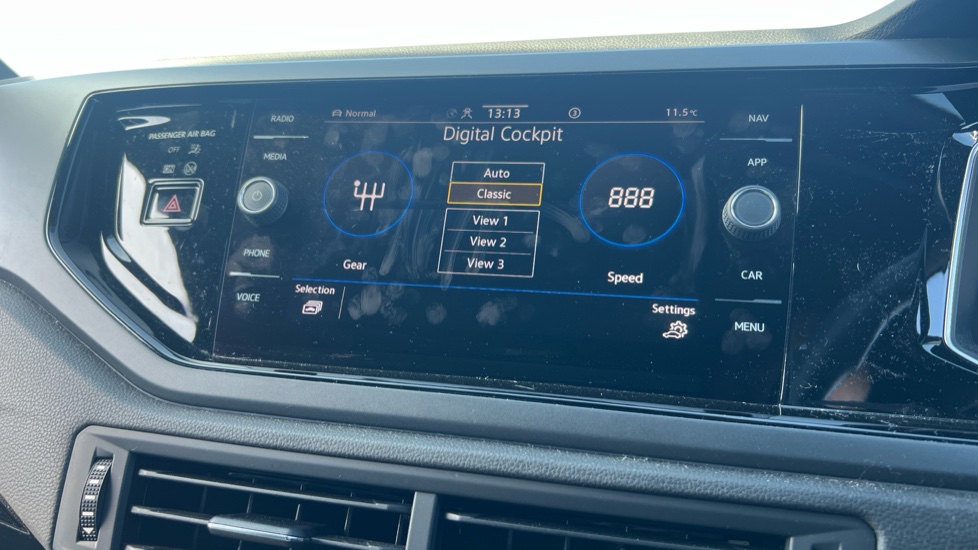 PASSENGER AIR BAG
OFF
RADIO
MEDIA
PHONE
VOICE
Normal
13:13
3
11.5°C
Digital Cockpit
Auto
Classic
View 1
View 2
View 3
Gear
888
Speed
Selection
Settings
NAV
APP
CAR
MENU